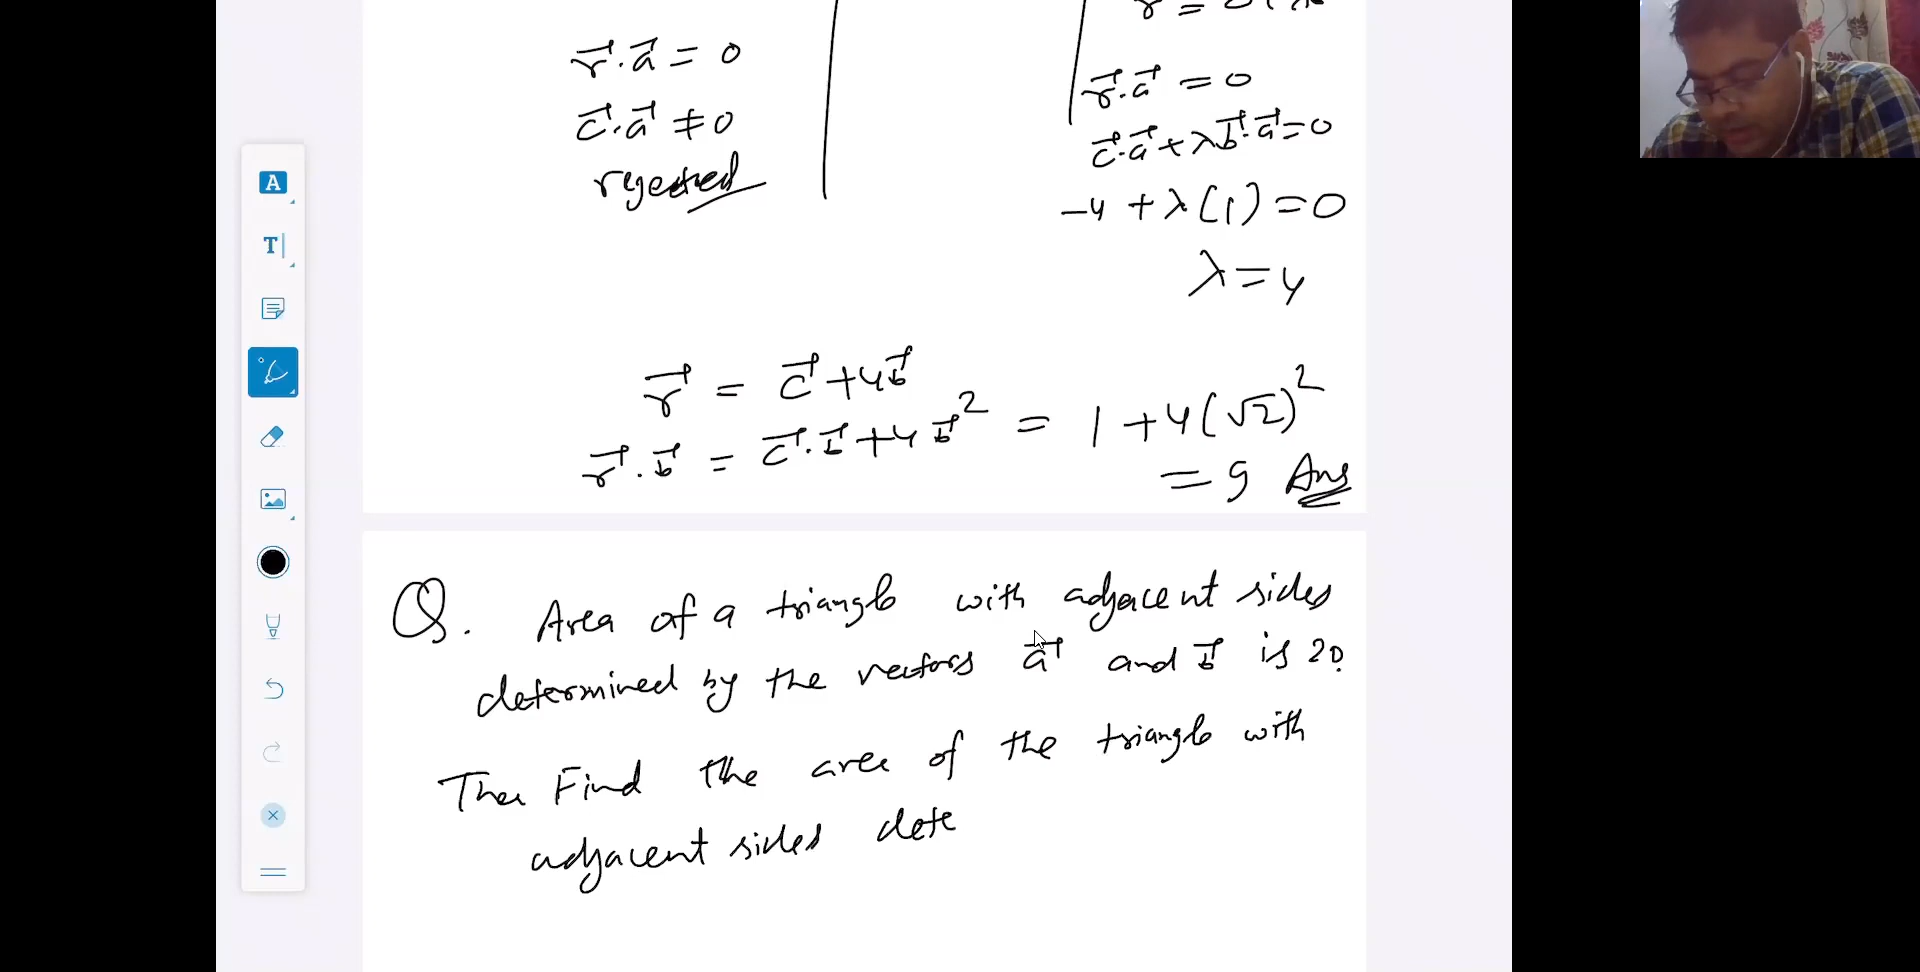 r⃗.a⃗ = 0
c⃗.a⃗ ≠ 0
rejected
r⃗.a⃗ = 0
c⃗.a⃗ + λb⃗.a⃗ = 0
-4 + λ(1) = 0
λ = 4
r⃗ = c⃗ + 4b⃗
r⃗.b⃗ = c⃗.b⃗ + 4b⃗² = 1 + 4(√2)²
= 9 Ans
Q. Area of a triangle with adjacent sides
determined by the vectors a⃗ and b⃗ is 20.
Then Find the area of the triangle with
adjacent sides dete
A
T